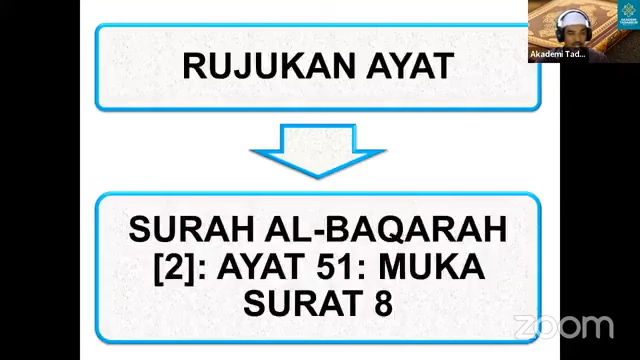 RUJUKAN AYAT
SURAH AL-BAQARAH
[2]: AYAT 51: MUKA
SURAT 8
Akademi Tad...
zoom